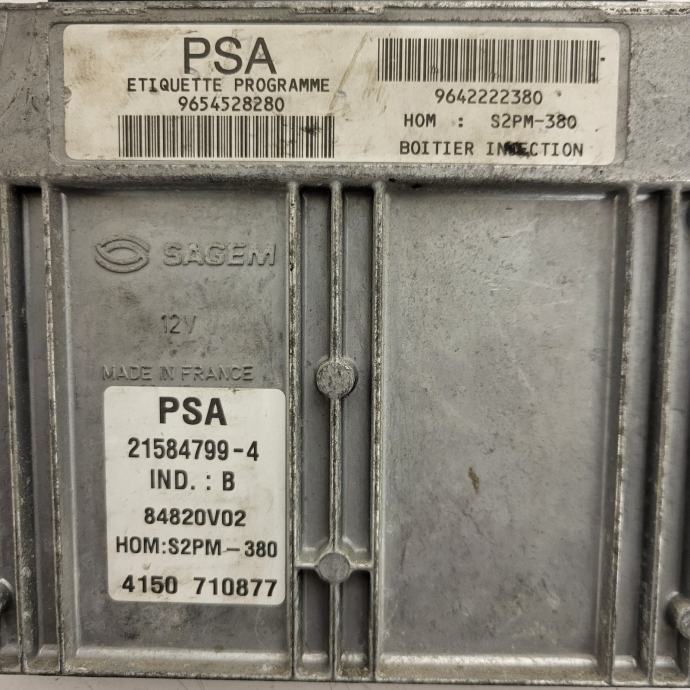 PSA
ETIQUETTE PROGRAMME
9654528280
9642222380
HOM : S2PM-380
BOITIER INJECTION
SAGEM
12V
MADE IN FRANCE
PSA
21584799-4
IND. : B
84820V02
HOM:S2PM-380
4150 710877